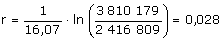 r = 1/16,07 · ln(3 810 179/2 416 809) = 0,028